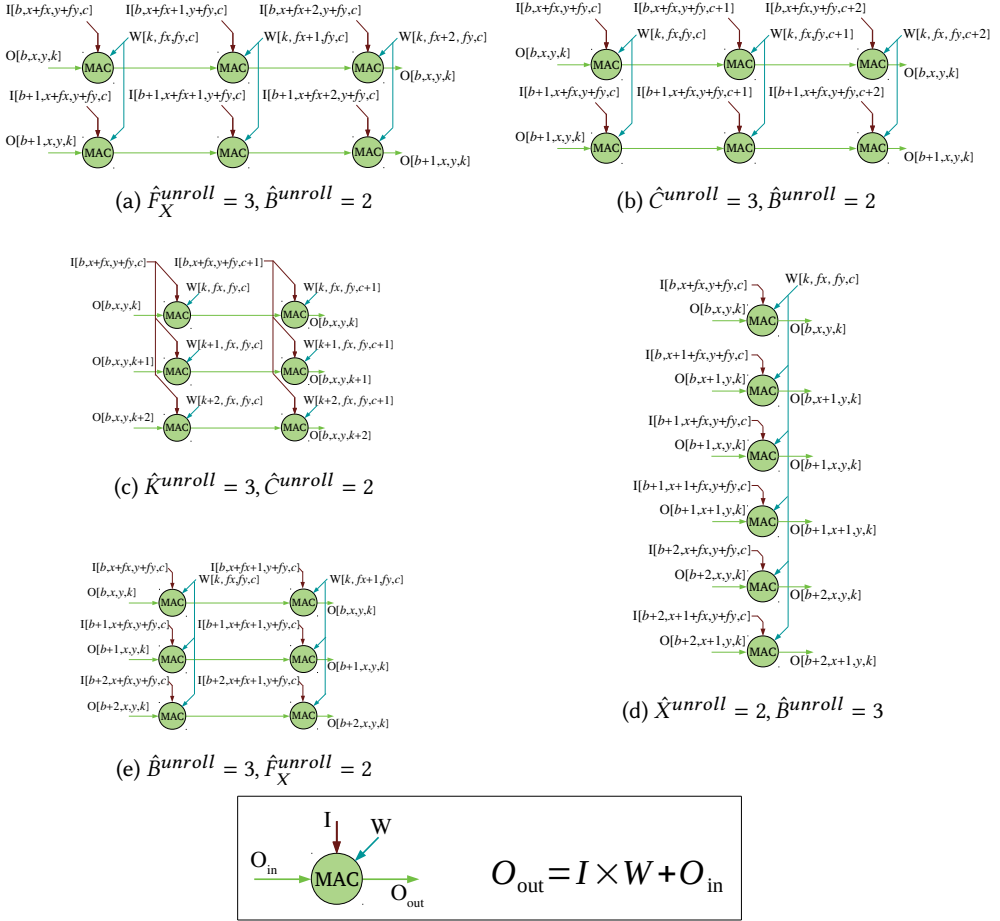 I[b,x+fx,y+fy,c] I[b,x+fx+1,y+fy,c] I[b,x+fx+2,y+fy,c]
W[k, fx,fy,c] W[k, fx+1,fy,c] W[k, fx+2, fy,c]
MAC MAC MAC
O[b,x,y,k] O[b,x,y,k]
I[b+1,x+fx,y+fy,c] I[b+1,x+fx+1,y+fy,c] I[b+1,x+fx+2,y+fy,c]
O[b+1,x,y,k] MAC MAC MAC O[b+1,x,y,k]
(a) F̂_X^unroll = 3, B̂^unroll = 2
I[b,x+fx,y+fy,c] I[b,x+fx,y+fy,c+1] I[b,x+fx,y+fy,c+2]
W[k, fx,fy,c] W[k, fx,fy,c+1] W[k, fx, fy,c+2]
MAC MAC MAC
O[b,x,y,k] O[b,x,y,k]
I[b+1,x+fx,y+fy,c] I[b+1,x+fx,y+fy,c+1] I[b+1,x+fx,y+fy,c+2]
O[b+1,x,y,k] MAC MAC MAC O[b+1,x,y,k]
(b) Ĉ^unroll = 3, B̂^unroll = 2
I[b,x+fx,y+fy,c] I[b,x+fx,y+fy,c+1]
W[k, fx, fy,c] W[k, fx, fy,c+1]
O[b,x,y,k] MAC MAC O[b,x,y,k]
W[k+1, fx, fy,c] W[k+1, fx, fy,c+1]
O[b,x,y,k+1] MAC MAC O[b,x,y,k+1]
W[k+2, fx, fy,c] W[k+2, fx, fy,c+1]
O[b,x,y,k+2] MAC MAC O[b,x,y,k+2]
(c) K̂^unroll = 3, Ĉ^unroll = 2
W[k, fx, fy, c]
I[b,x+fx,y+fy,c]
O[b,x,y,k] MAC O[b,x,y,k]
I[b,x+1+fx,y+fy,c]
O[b,x+1,y,k] MAC O[b,x+1,y,k]
I[b+1,x+fx,y+fy,c]
O[b+1,x,y,k] MAC O[b+1,x,y,k]
I[b+1,x+1+fx,y+fy,c]
O[b+1,x+1,y,k] MAC O[b+1,x+1,y,k]
I[b+2,x+fx,y+fy,c]
O[b+2,x,y,k] MAC O[b+2,x,y,k]
I[b+2,x+1+fx,y+fy,c]
O[b+2,x+1,y,k] MAC O[b+2,x+1,y,k]
(d) X̂^unroll = 2, B̂^unroll = 3
I[b,x+fx,y+fy,c] I[b,x+fx+1,y+fy,c]
W[k, fx,fy,c] W[k, fx+1,fy,c]
O[b,x,y,k] MAC MAC O[b,x,y,k]
I[b+1,x+fx,y+fy,c] I[b+1,x+fx+1,y+fy,c]
O[b+1,x,y,k] MAC MAC O[b+1,x,y,k]
I[b+2,x+fx,y+fy,c] I[b+2,x+fx+1,y+fy,c]
O[b+2,x,y,k] MAC MAC O[b+2,x,y,k]
(e) B̂^unroll = 3, F̂_X^unroll = 2
I W
O_in MAC O_out
O_out = I × W + O_in